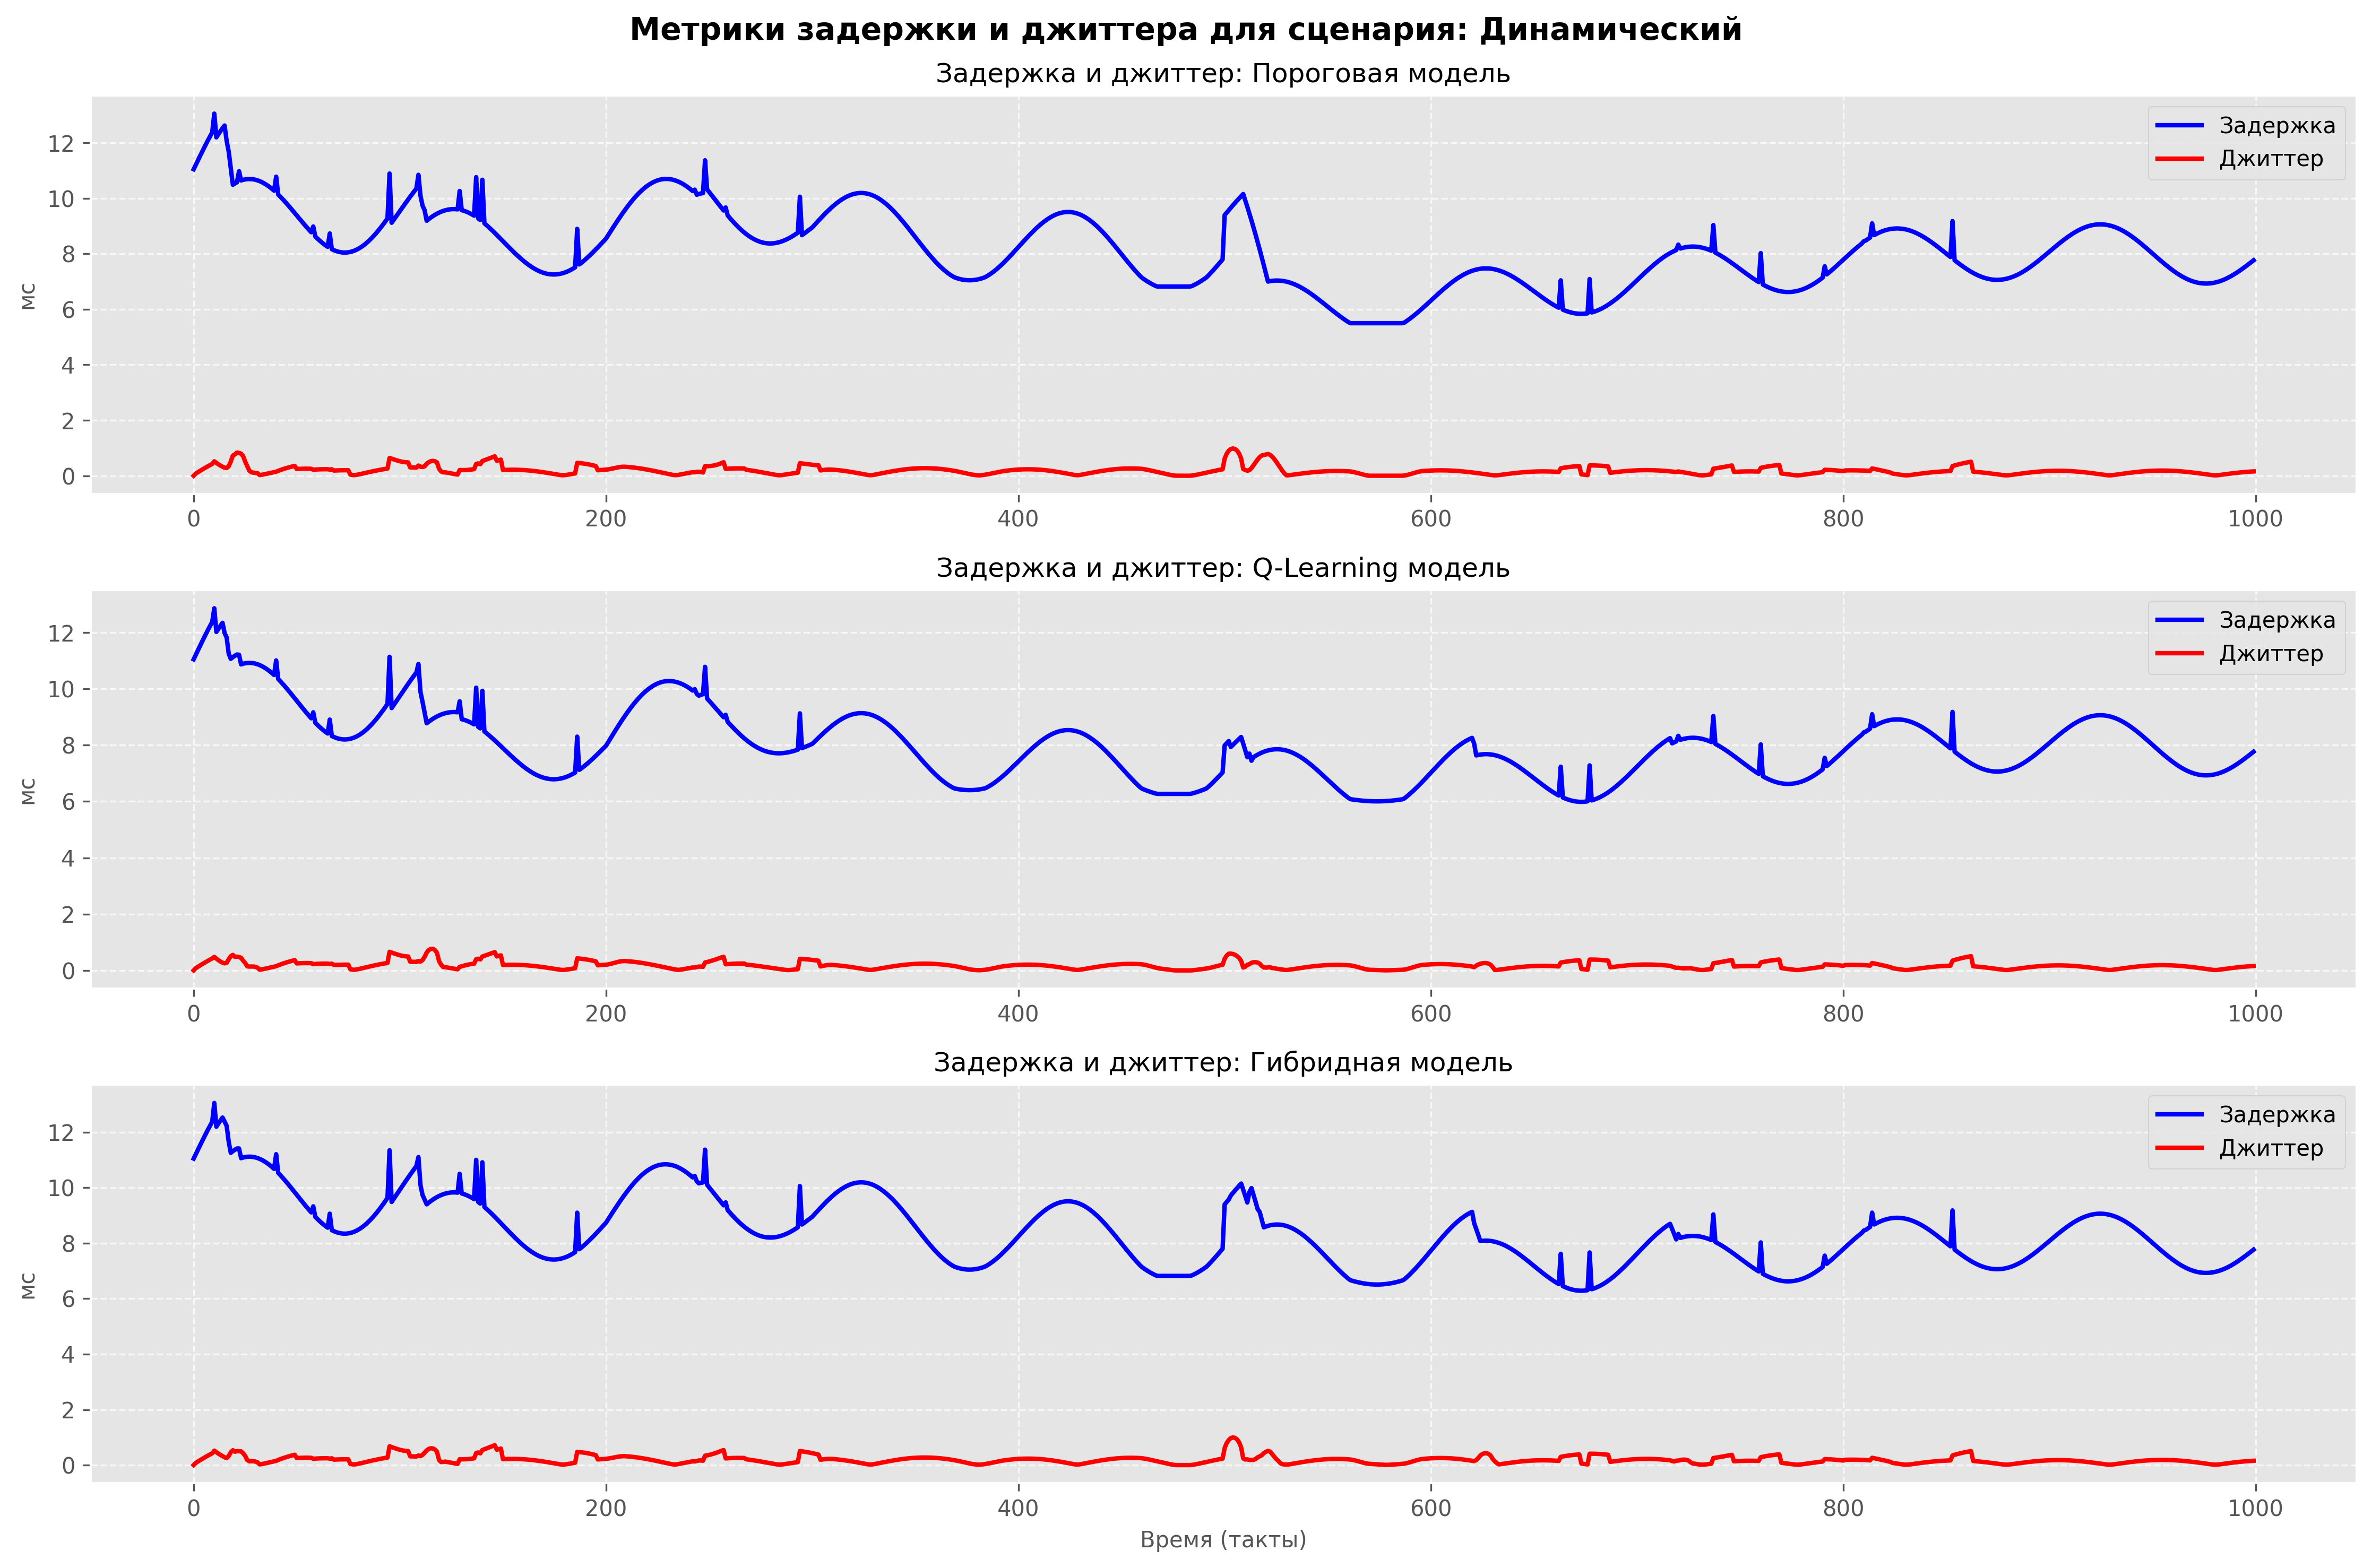 Метрики задержки и джиттера для сценария: Динамический
Задержка и джиттер: Пороговая модель
12
10
8
6
4
2
0
мс
Задержка
Джиттер
0 200 400 600 800 1000
Задержка и джиттер: Q-Learning модель
12
10
8
6
4
2
0
мс
Задержка
Джиттер
0 200 400 600 800 1000
Задержка и джиттер: Гибридная модель
12
10
8
6
4
2
0
мс
Задержка
Джиттер
0 200 400 600 800 1000
Время (такты)